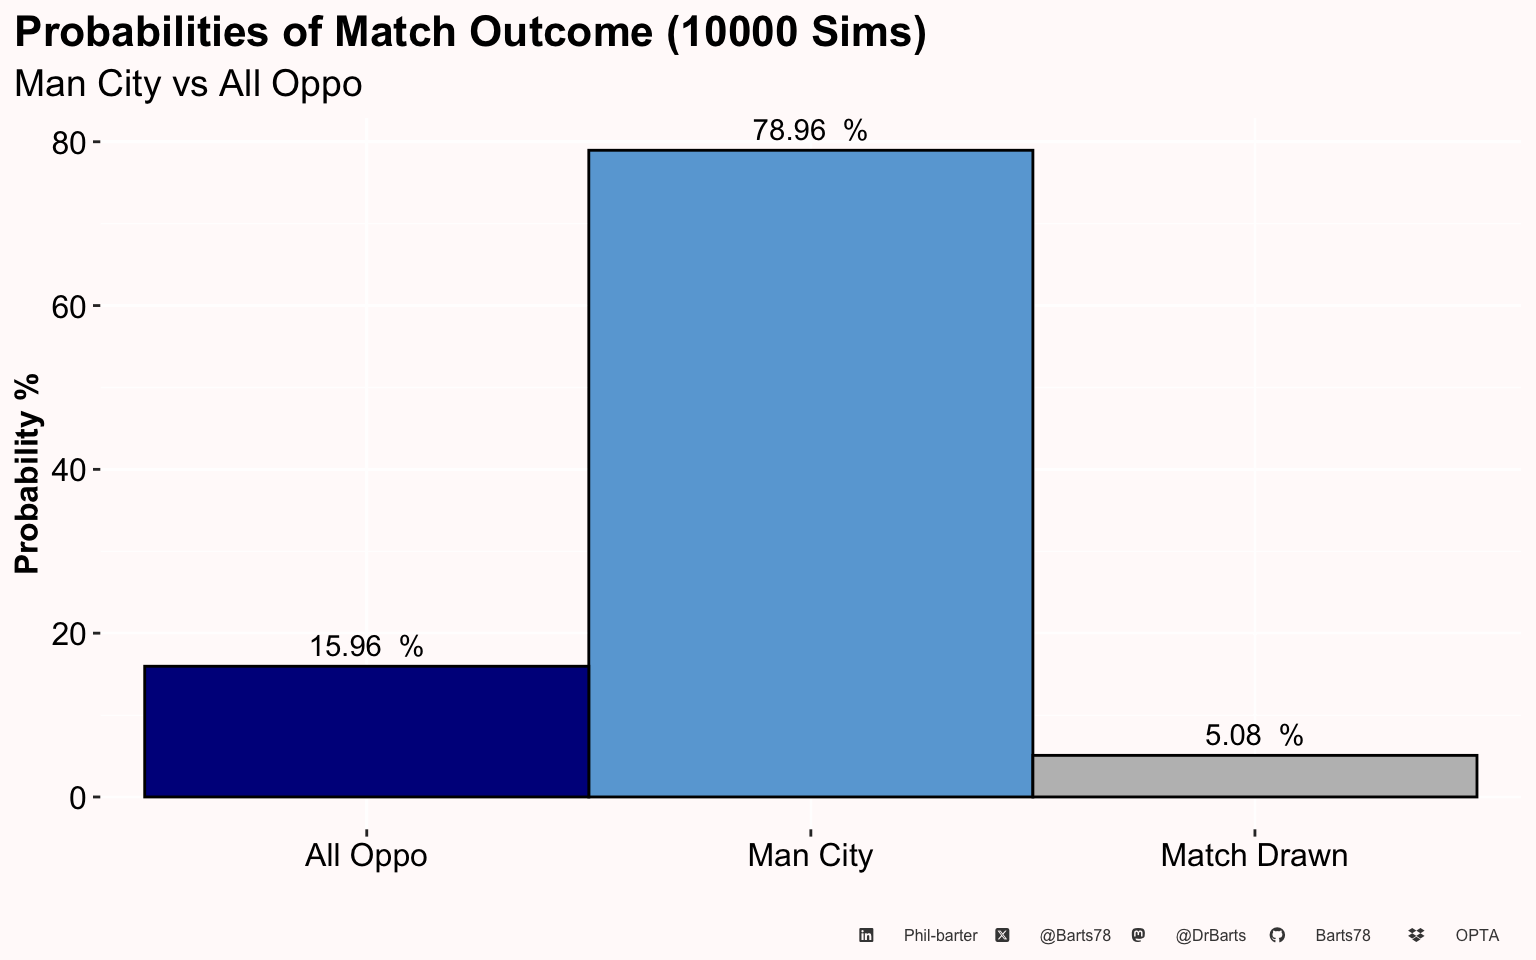 Probabilities of Match Outcome (10000 Sims)
Man City vs All Oppo
78.96 %
80
60
Probability %
40
20
15.96 %
5.08 %
0
All Oppo Man City Match Drawn
Phil-barter @Barts78 @DrBarts Barts78 OPTA